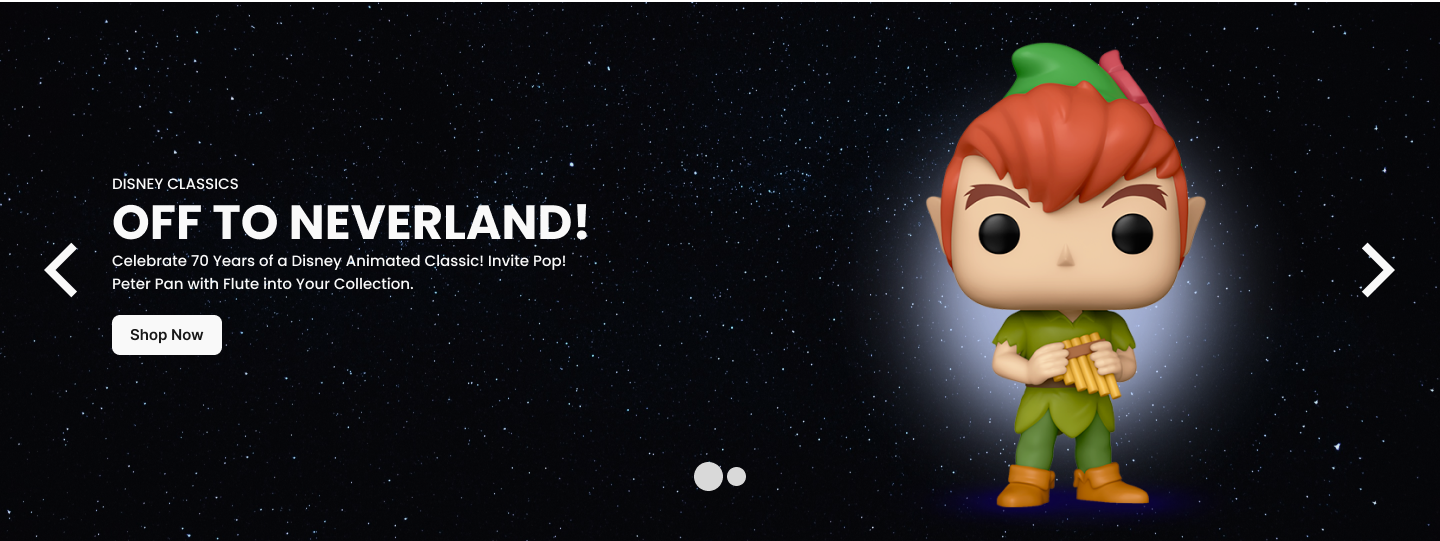 DISNEY CLASSICS
OFF TO NEVERLAND!
Celebrate 70 Years of a Disney Animated Classic! Invite Pop!
Peter Pan with Flute into Your Collection.
Shop Now